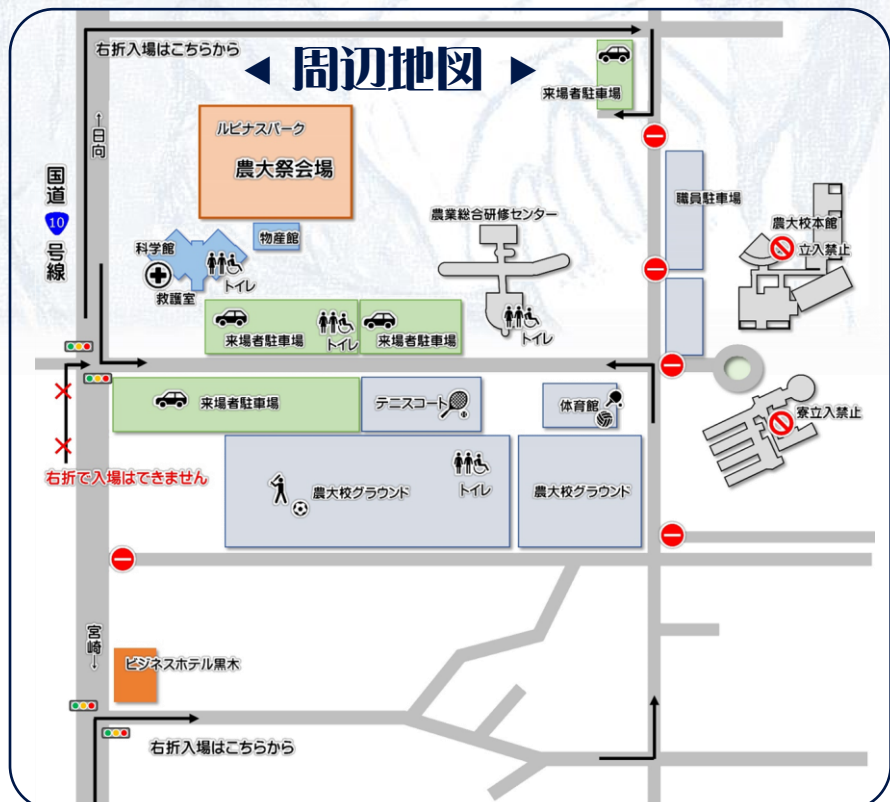 右折入場はこちらから
◀ 周辺地図 ▶
来場者駐車場
↑日向
ルピナスパーク
農大祭会場
国道
10
号線
職員駐車場
農業総合研修センター
農大校本館
立入禁止
科学館
物産館
トイレ
救護室
来場者駐車場
トイレ
来場者駐車場
トイレ
来場者駐車場
テニスコート
体育館
寮立入禁止
右折で入場はできません
農大校グラウンド
トイレ
農大校グラウンド
宮崎↓
ビジネスホテル黒木
右折入場はこちらから